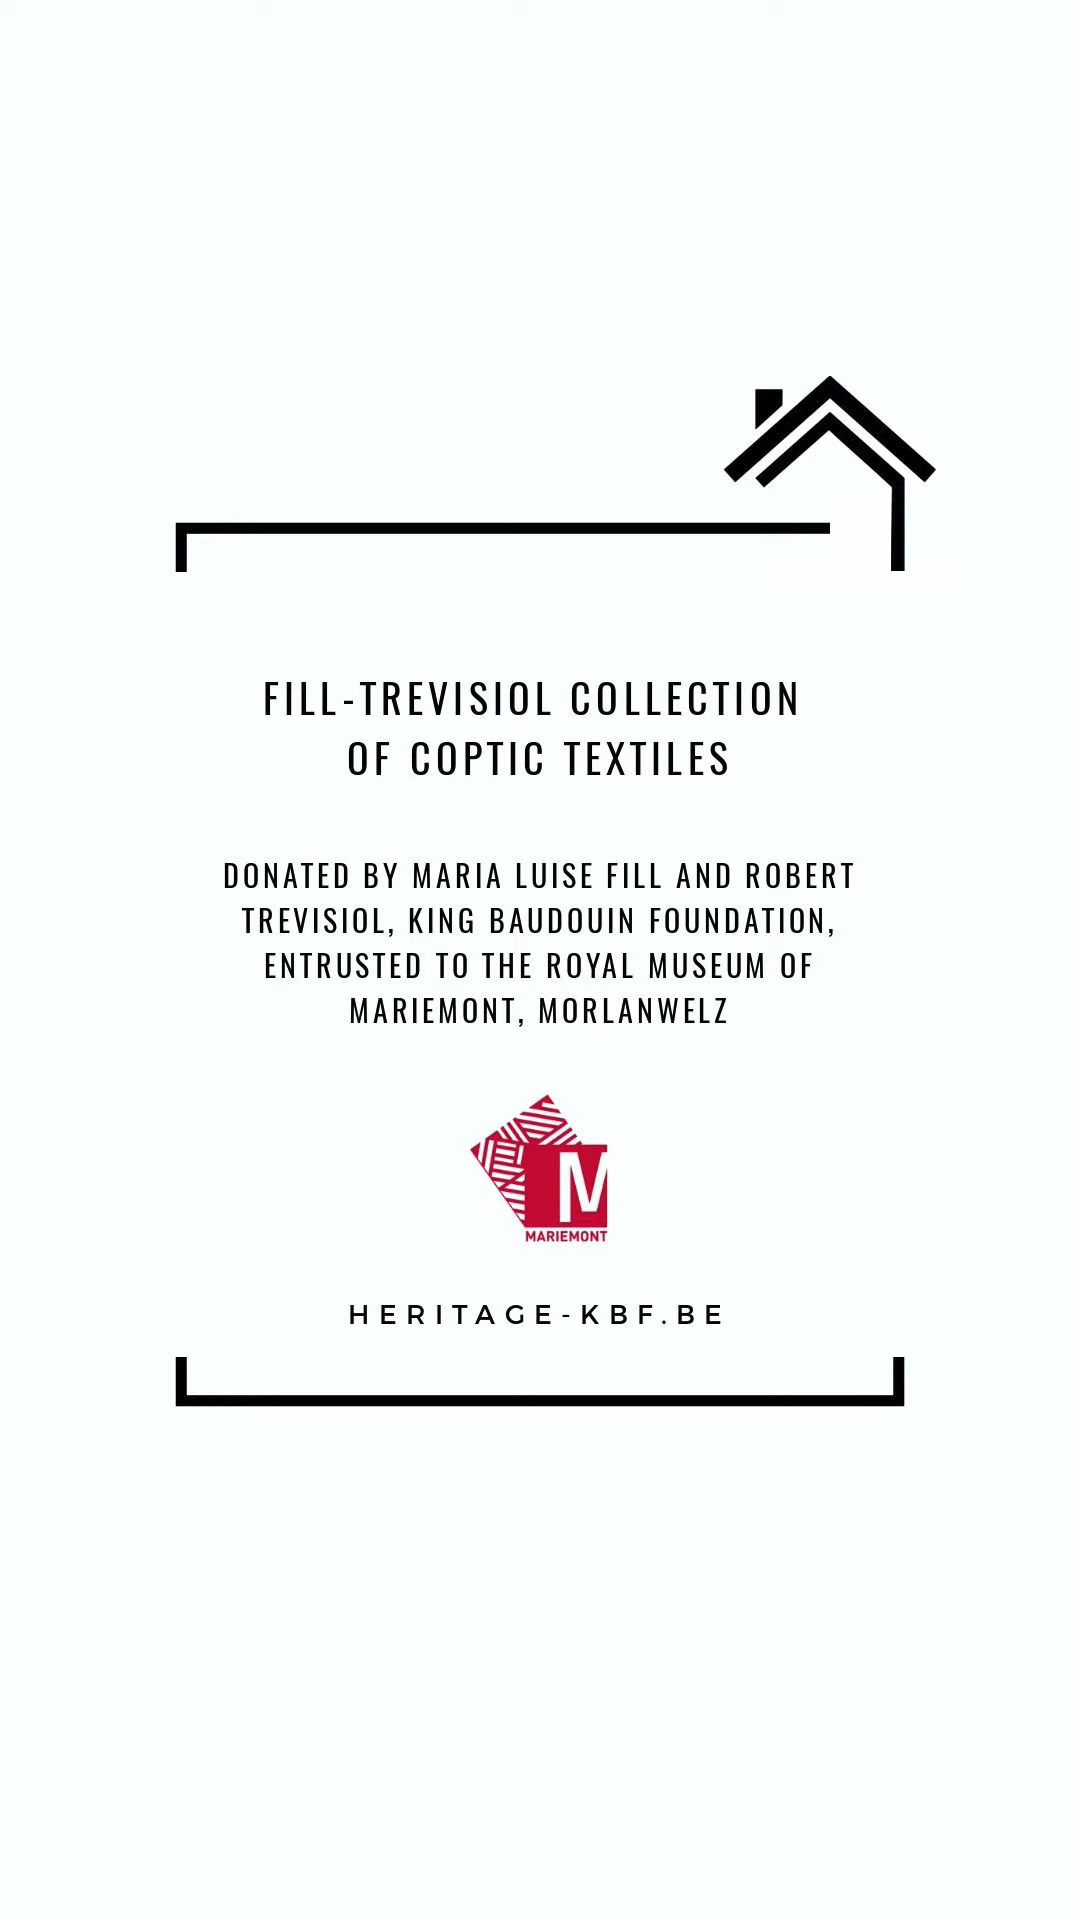 FILL-TREVISIOL COLLECTION
OF COPTIC TEXTILES
DONATED BY MARIA LUISE FILL AND ROBERT
TREVISIOL, KING BAUDOUIN FOUNDATION,
ENTRUSTED TO THE ROYAL MUSEUM OF
MARIEMONT, MORLANWELZ
M
MARIEMONT
HERITAGE-KBF.BE